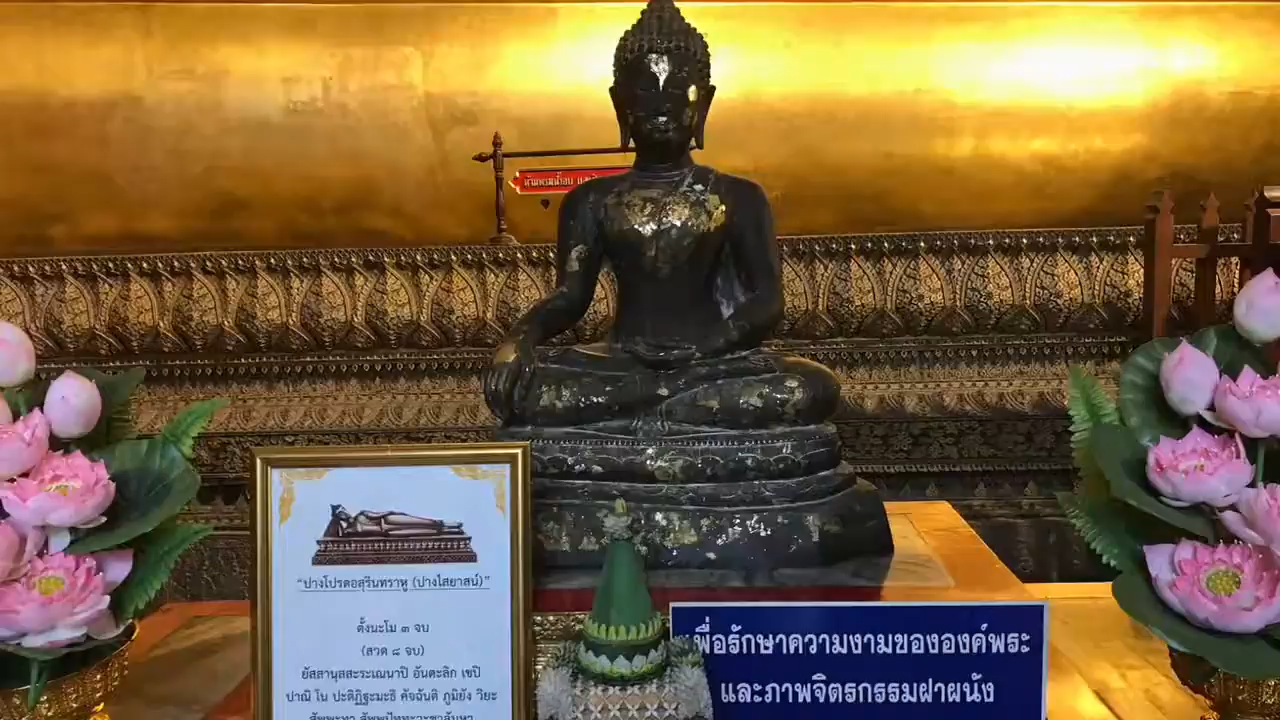 “ปางโปรดอสุรินทราหู (ปางไสยาสน์)”
ตั้งนะโม ๓ จบ
(สวด ๘ จบ)
ยัสสานุสสะระเณนาปิ อันตะลิก เขปิ
ปาณิ โน ปะติฏิฐะมะธิ คัจฉันติ ภูมิยัง วิยะ
เพื่อรักษาความงามขององค์พระ
และภาพจิตรกรรมฝาผนัง